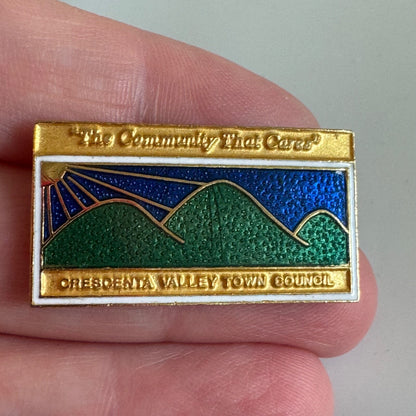 "The Community That Cares"
CRESCENTA VALLEY TOWN COUNCIL